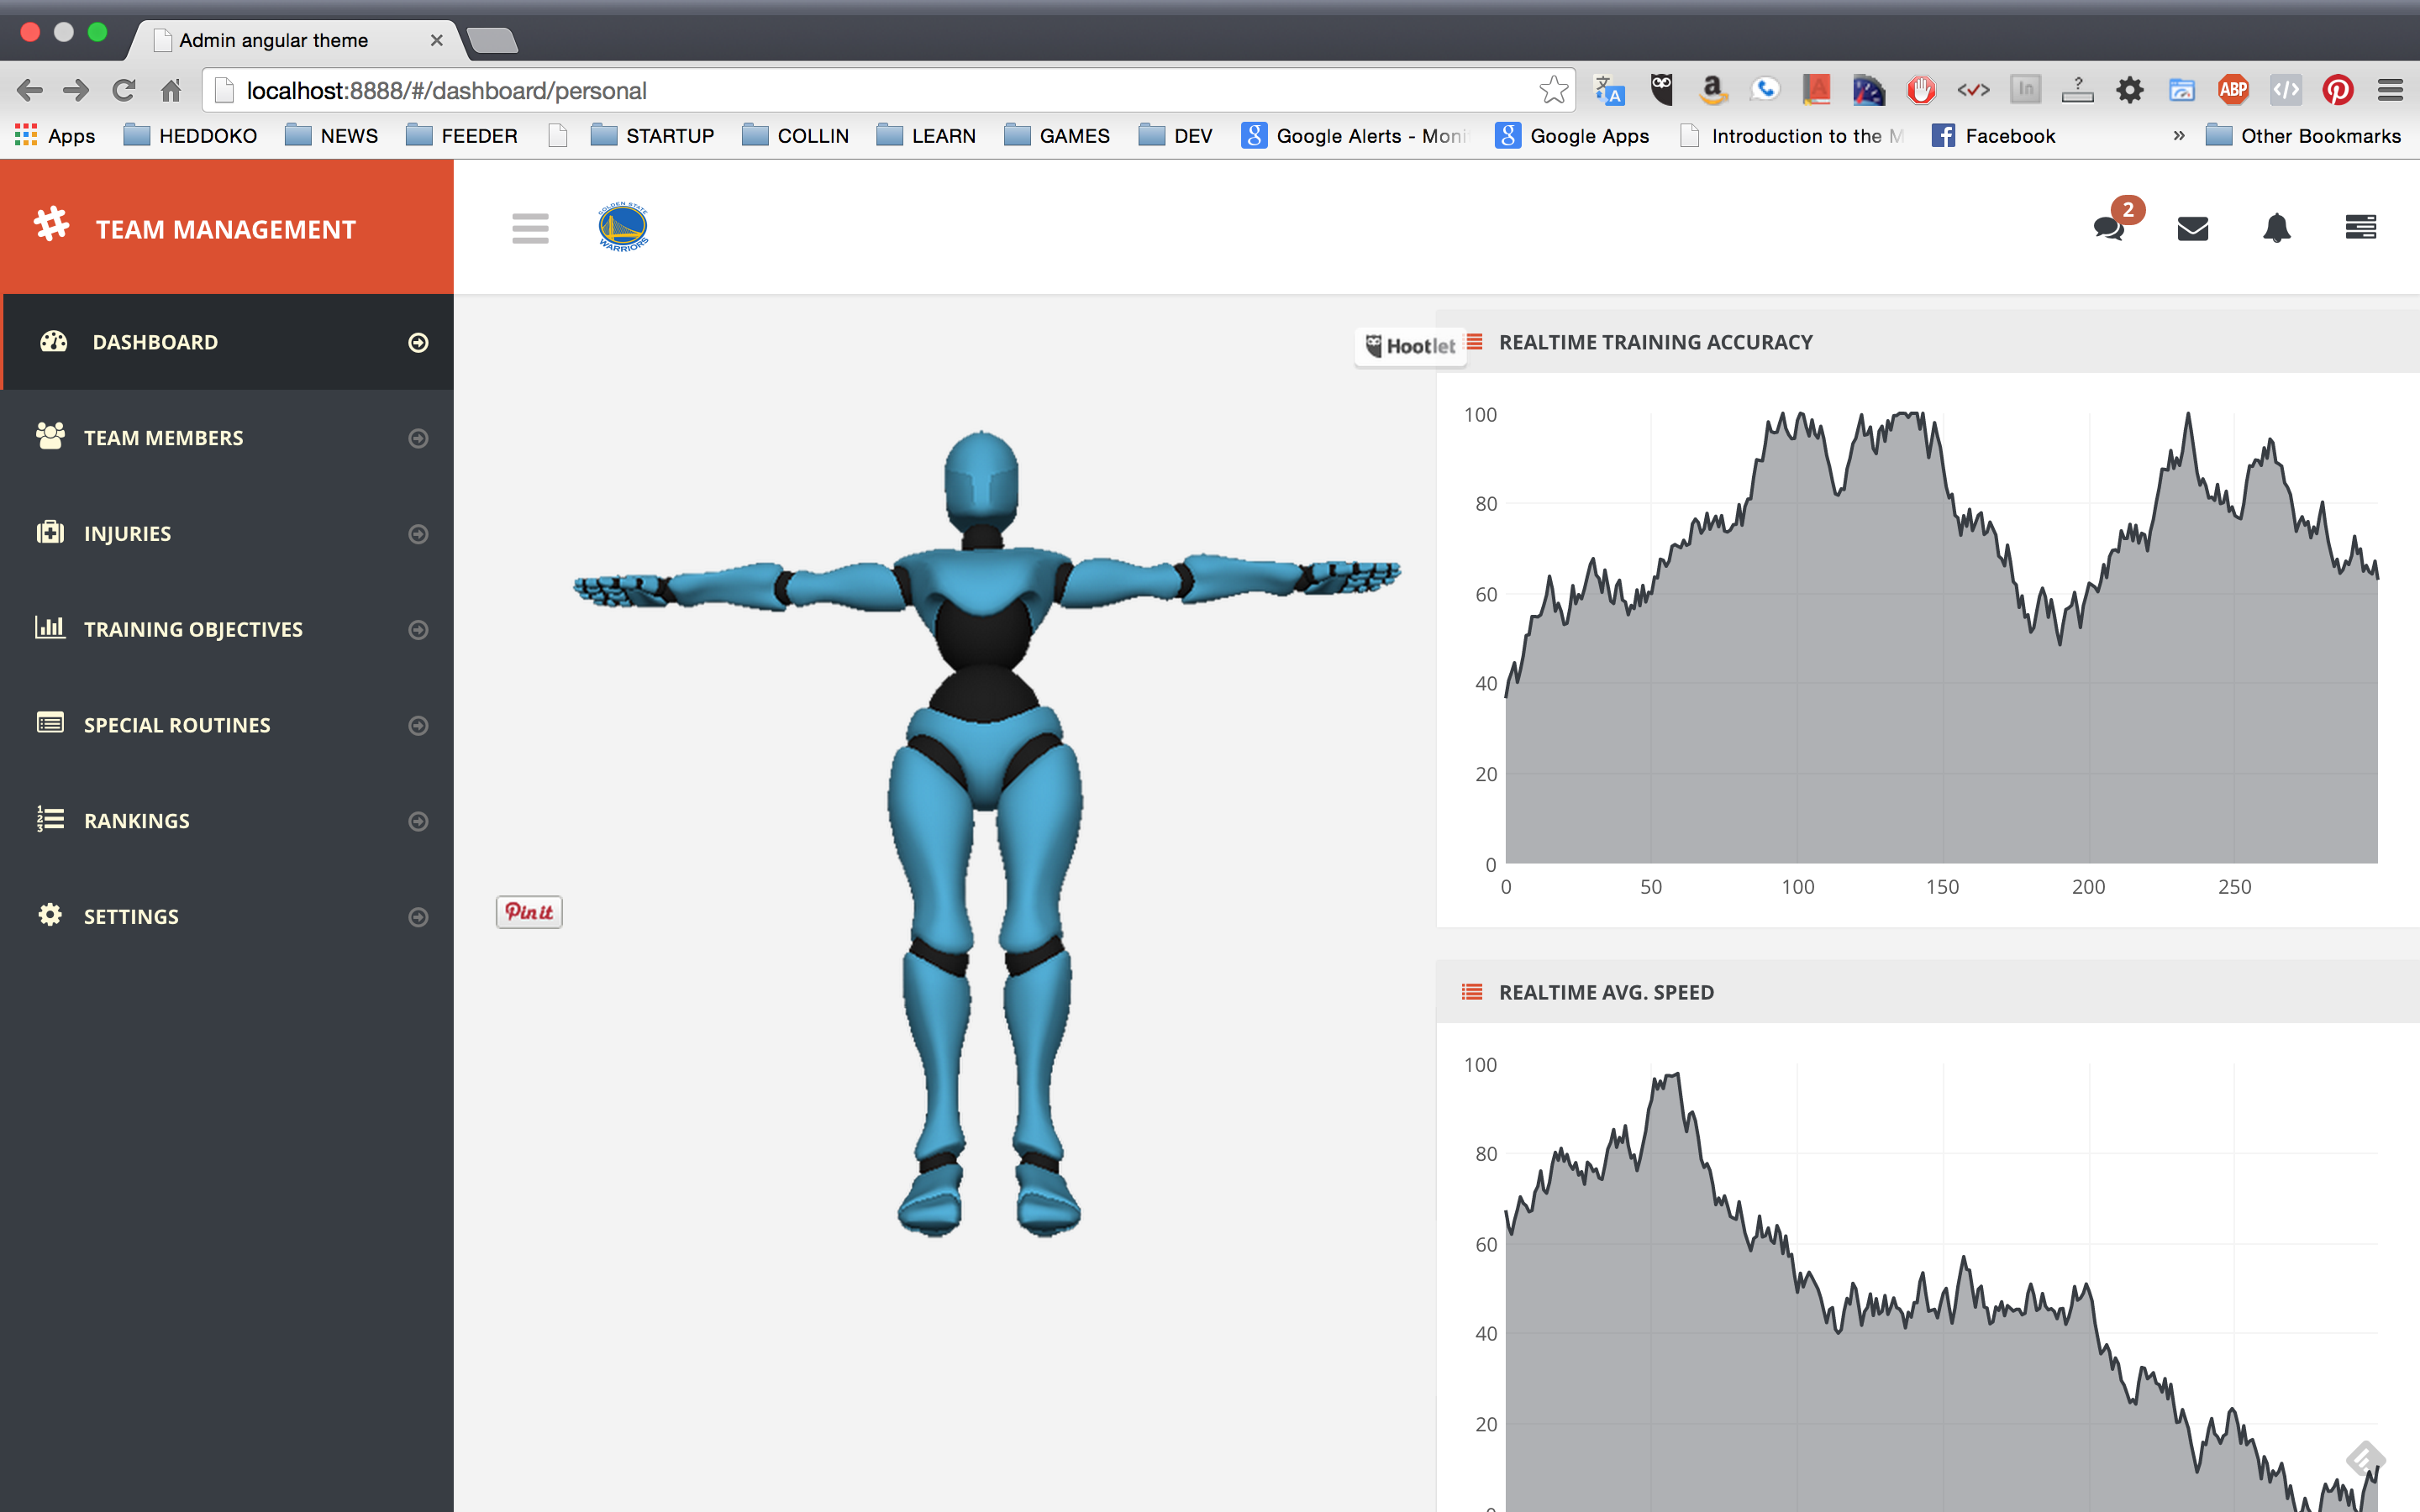 Admin angular theme
localhost:8888/#/dashboard/personal
Apps HEDDOKO NEWS FEEDER STARTUP COLLIN LEARN GAMES DEV Google Alerts - Moni Google Apps Introduction to the M Facebook » Other Bookmarks
TEAM MANAGEMENT
GOLDEN STATE
WARRIORS
2
DASHBOARD
TEAM MEMBERS
INJURIES
TRAINING OBJECTIVES
SPECIAL ROUTINES
RANKINGS
SETTINGS
Pin it
Hootlet
REALTIME TRAINING ACCURACY
100
80
60
40
20
0
0 50 100 150 200 250
REALTIME AVG. SPEED
100
80
60
40
20
0